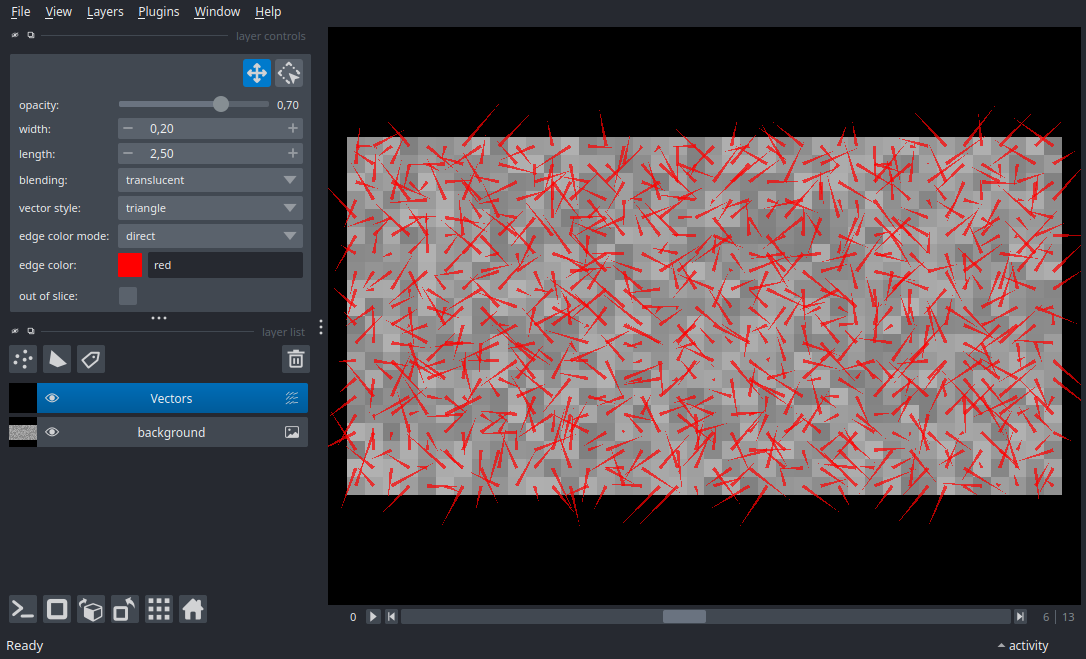 File View Layers Plugins Window Help
layer controls
opacity: 0,70
width: 0,20
length: 2,50
blending: translucent
vector style: triangle
edge color mode: direct
edge color: red
out of slice:
layer list
Vectors
background
0 6 13
Ready activity